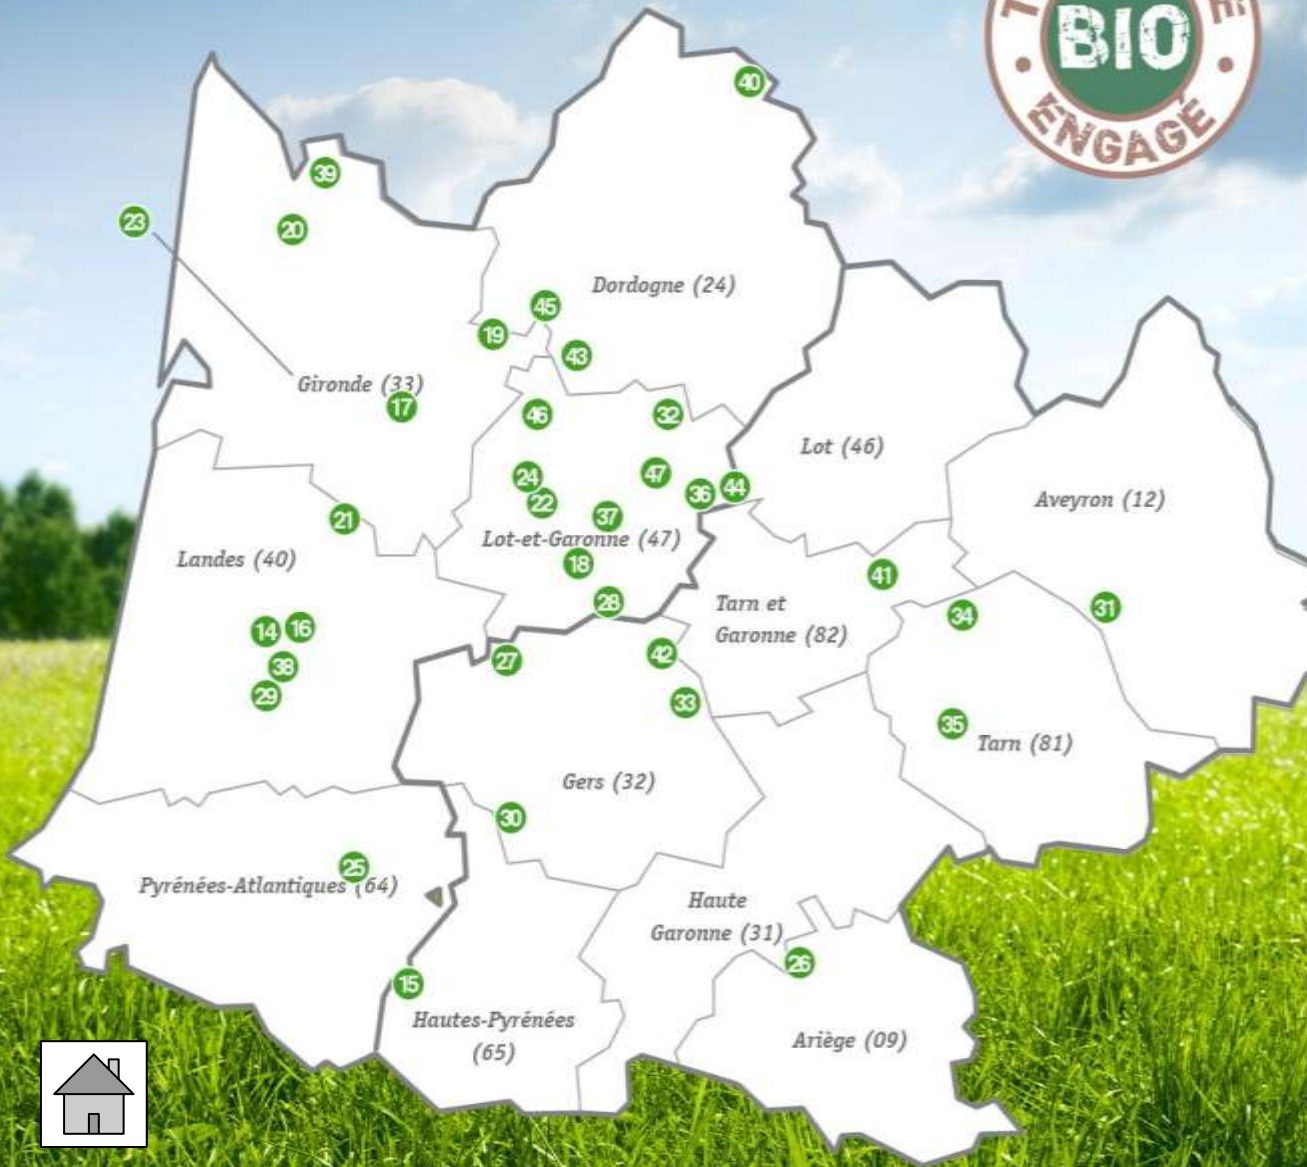 BIO
ENGAGÉ
40
39
23
20
Dordogne (24)
45
19
43
Gironde (33)
17
46
32
Lot (46)
24
47
44
36
22
Aveyron (12)
37
21
Lot-et-Garonne (47)
Landes (40)
18
41
28
Tarn et
Garonne (82)
31
34
14
16
42
27
38
29
33
35
Tarn (81)
Gers (32)
30
25
Pyrénées-Atlantiques (64)
Haute
Garonne (31)
26
15
Hautes-Pyrénées
(65)
Ariège (09)